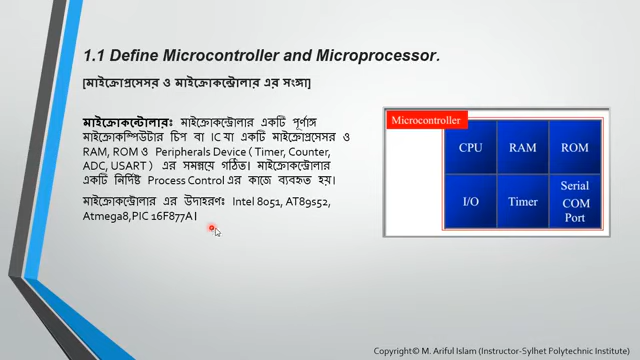 1.1 Define Microcontroller and Microprocessor.
[মাইক্রোপ্রসেসর ও মাইক্রোকন্ট্রোলার এর সংঙ্গা]
মাইক্রোকন্টোলারঃ মাইক্রোকন্ট্রোলার একটি পূর্ণাঙ্গ
মাইক্রোকম্পিউটার চিপ বা IC যা একটি মাইক্রোপ্রসেসর ও
RAM, ROM ও Peripherals Device ( Timer, Counter,
ADC, USART ) এর সমন্বয়ে গঠিত। মাইক্রোকন্ট্রোলার
একটি নির্দিষ্ট Process Control এর কাজে ব্যবহৃত হয়।
মাইক্রোকন্ট্রোলার এর উদাহরণঃ Intel 8051, AT89S52,
Atmega8,PIC 16F877A।
Microcontroller
CPU RAM ROM
I/O Timer Serial
COM
Port
Copyright© M. Ariful Islam (Instructor-Sylhet Polytechnic Institute)